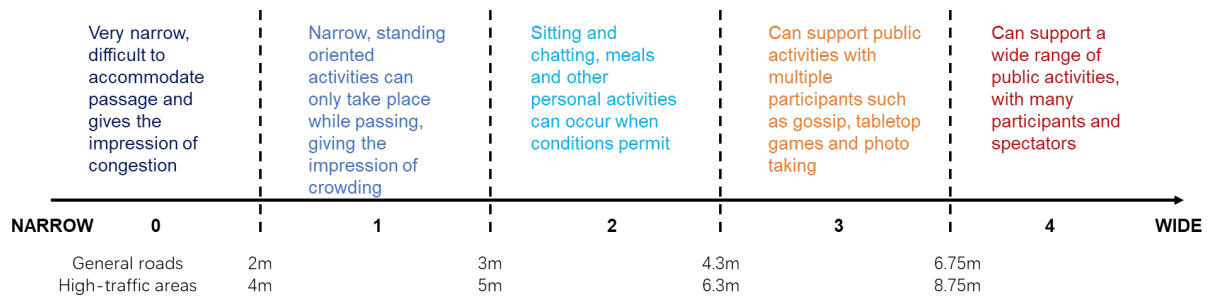 Very narrow,
difficult to
accommodate
passage and
gives the
impression of
congestion
Narrow, standing
oriented
activities can
only take place
while passing,
giving the
impression of
crowding
Sitting and
chatting, meals
and other
personal activities
can occur when
conditions permit
Can support public
activities with
multiple
participants such
as gossip, tabletop
games and photo
taking
Can support a
wide range of
public activities,
with many
participants and
spectators
NARROW 0 1 2 3 4 WIDE
General roads 2m 3m 4.3m 6.75m
High-traffic areas 4m 5m 6.3m 8.75m